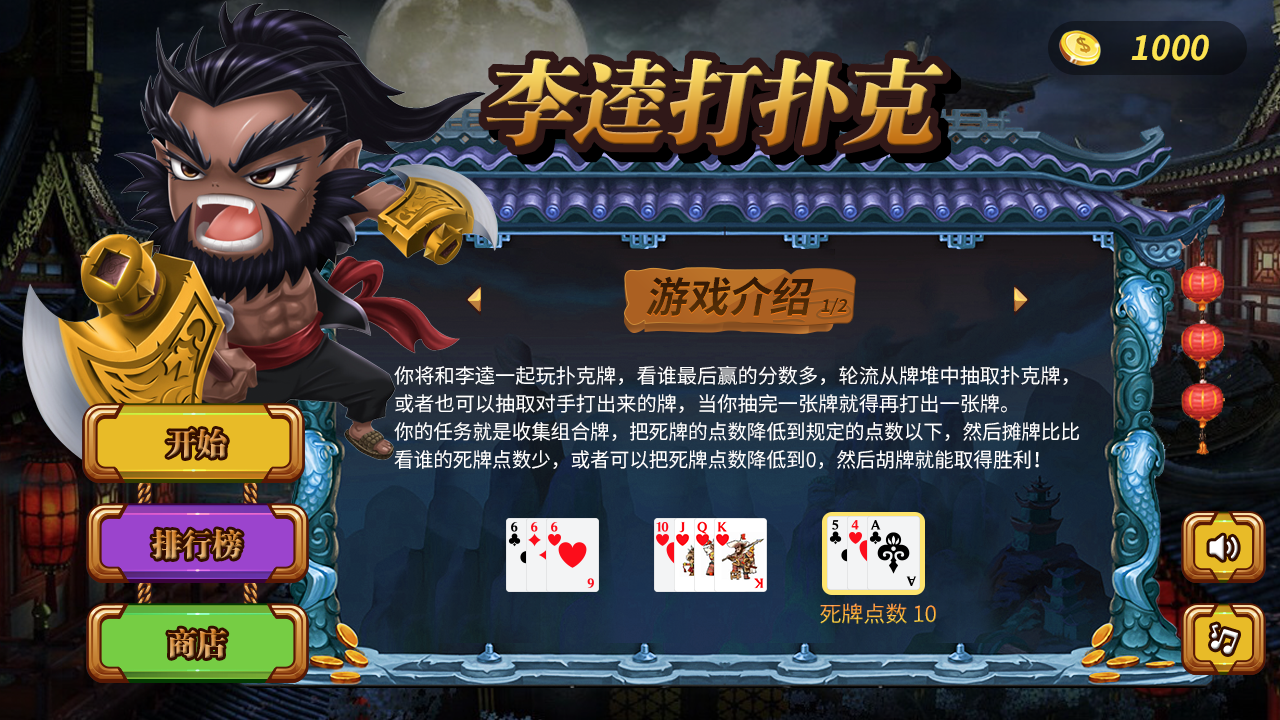 1000
李逵打扑克
游戏介绍 1/2
你将和李逵一起玩扑克牌，看谁最后赢的分数多，轮流从牌堆中抽取扑克牌，
或者也可以抽取对手打出来的牌，当你抽完一张牌就得再打出一张牌。
你的任务就是收集组合牌，把死牌的点数降低到规定的点数以下，然后摊牌比比
看谁的死牌点数少，或者可以把死牌点数降低到0，然后胡牌就能取得胜利！
开始
排行榜
商店
6 6 6 6
10 J Q K K
5 4 A A
死牌点数 10